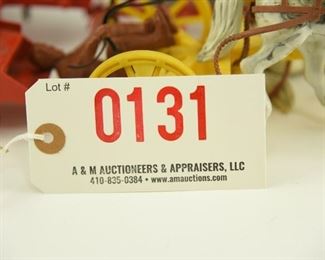 Lot #
0131
A & M AUCTIONEERS & APPRAISERS, LLC
410-835-0384 • www.amauctions.com